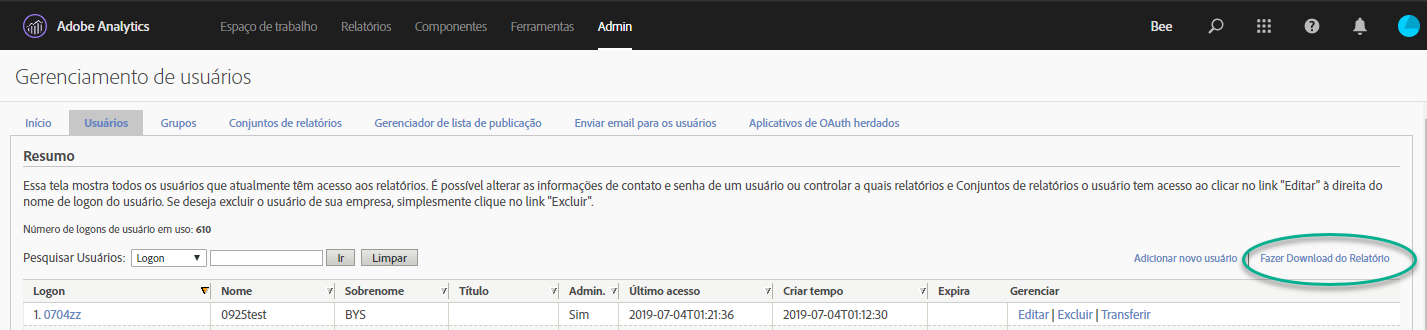 Adobe Analytics Espaço de trabalho Relatórios Componentes Ferramentas Admin Bee
Gerenciamento de usuários
Início Usuários Grupos Conjuntos de relatórios Gerenciador de lista de publicação Enviar email para os usuários Aplicativos de OAuth herdados
Resumo
Essa tela mostra todos os usuários que atualmente têm acesso aos relatórios. É possível alterar as informações de contato e senha de um usuário ou controlar a quais relatórios e Conjuntos de relatórios o usuário tem acesso ao clicar no link "Editar" à direita do
nome de logon do usuário. Se deseja excluir o usuário de sua empresa, simplesmente clique no link "Excluir".
Número de logons de usuário em uso: 610
Pesquisar Usuários: Logon Ir Limpar Adicionar novo usuário | Fazer Download do Relatório
Logon Nome Sobrenome Título Admin. Último acesso Criar tempo Expira Gerenciar
1. 0704zz 0925test BYS Sim 2019-07-04T01:21:36 2019-07-04T01:12:30 Editar | Excluir | Transferir